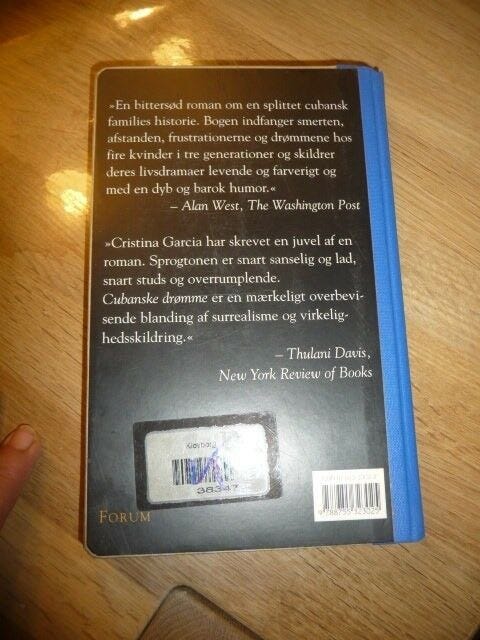 »En bittersød roman om en splittet cubansk
families historie. Bogen indfanger smerten,
afstanden, frustrationerne og drømmene hos
fire kvinder i tre generationer og skildrer
deres livsdramaer levende og farverigt og
med en dyb og barok humor.«
– Alan West, The Washington Post
»Cristina Garcia har skrevet en juvel af en
roman. Sprogtonen er snart sanselig og lad,
snart studs og overrumplende.
Cubanske drømme er en mærkeligt overbevi-
sende blanding af surrealisme og virkelig-
hedsskildring.«
– Thulani Davis,
New York Review of Books
38347
FORUM